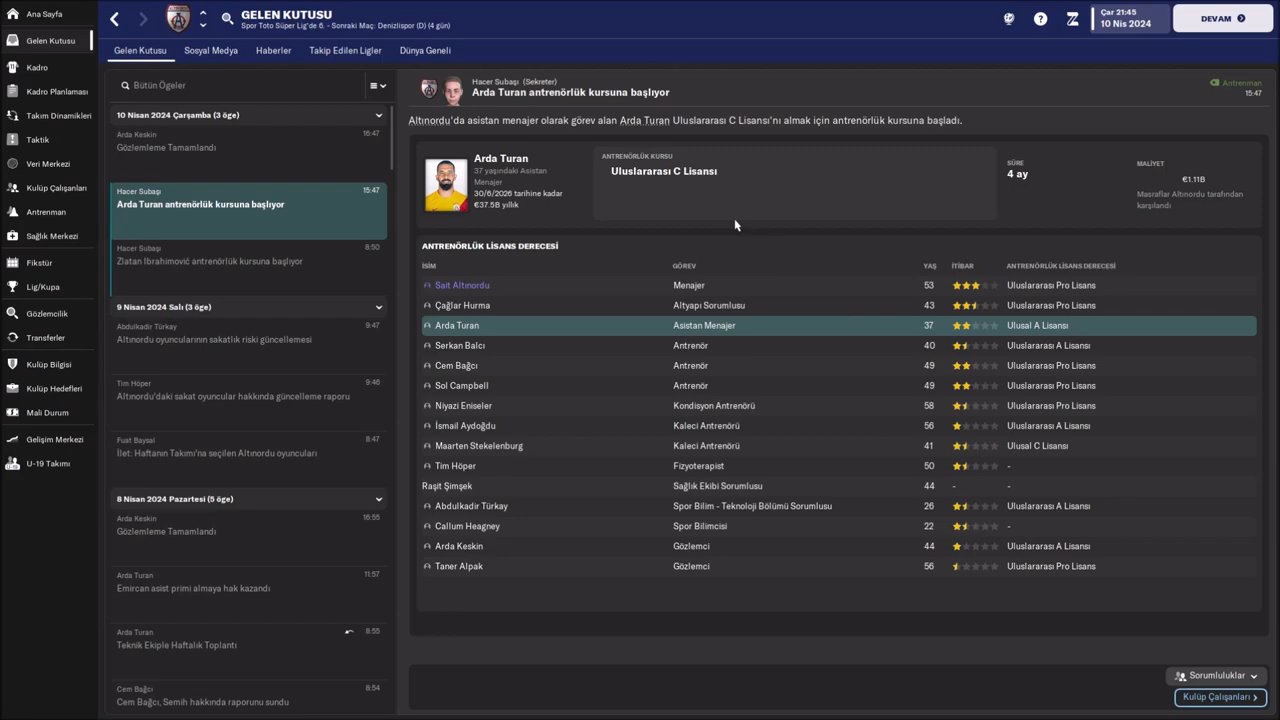 Ana Sayfa
Gelen Kutusu
Kadro
Kadro Planlaması
Takım Dinamikleri
Taktik
Veri Merkezi
Kulüp Çalışanları
Antrenman
Sağlık Merkezi
Fikstür
Lig/Kupa
Gözlemcilik
Transferler
Kulüp Bilgisi
Kulüp Hedefleri
Mali Durum
Gelişim Merkezi
U-19 Takımı
GELEN KUTUSU
Spor Toto Süper Lig'de 6. - Sonraki Maç: Denizlispor (D) (4 gün)
Çar 21:45
10 Nis 2024
DEVAM
Gelen Kutusu Sosyal Medya Haberler Takip Edilen Ligler Dünya Geneli
Bütün Ögeler
10 Nisan 2024 Çarşamba (3 öge)
Arda Keskin 16:47
Gözlemleme Tamamlandı
Hacer Subaşı 15:47
Arda Turan antrenörlük kursuna başlıyor
Hacer Subaşı 8:50
Zlatan Ibrahimović antrenörlük kursuna başlıyor
9 Nisan 2024 Salı (3 öge)
Abdulkadir Türkay 9:47
Altınordu oyuncularının sakatlık riski güncellemesi
Tim Höper 9:46
Altınordu'daki sakat oyuncular hakkında güncelleme raporu
Fuat Baysal 8:47
İlet: Haftanın Takımı'na seçilen Altınordu oyuncuları
8 Nisan 2024 Pazartesi (5 öge)
Arda Keskin 16:55
Gözlemleme Tamamlandı
Arda Turan 11:57
Emircan asist primi almaya hak kazandı
Arda Turan 8:55
Teknik Ekiple Haftalık Toplantı
Cem Bağcı 8:54
Cem Bağcı, Semih hakkında raporunu sundu
Hacer Subaşı (Sekreter)
Arda Turan antrenörlük kursuna başlıyor
Antrenman
15:47
Altınordu'da asistan menajer olarak görev alan Arda Turan Uluslararası C Lisansı'nı almak için antrenörlük kursuna başladı.
Arda Turan
37 yaşındaki Asistan
Menajer
30/6/2026 tarihine kadar
€37.5B yıllık
ANTRENÖRLÜK KURSU
Uluslararası C Lisansı
SÜRE
4 ay
MALİYET
€1.11B
Masraflar Altınordu tarafından
karşılandı
ANTRENÖRLÜK LİSANS DERECESİ
İSİM GÖREV YAŞ İTİBAR ANTRENÖRLÜK LİSANS DERECESİ
Sait Altınordu Menajer 53 Uluslararası Pro Lisans
Çağlar Hurma Altyapı Sorumlusu 43 Uluslararası Pro Lisans
Arda Turan Asistan Menajer 37 Ulusal A Lisansı
Serkan Balcı Antrenör 40 Uluslararası A Lisansı
Cem Bağcı Antrenör 49 Uluslararası Pro Lisans
Sol Campbell Antrenör 49 Uluslararası Pro Lisans
Niyazi Eniseler Kondisyon Antrenörü 58 Uluslararası Pro Lisans
İsmail Aydoğdu Kaleci Antrenörü 56 Uluslararası A Lisansı
Maarten Stekelenburg Kaleci Antrenörü 41 Ulusal C Lisansı
Tim Höper Fizyoterapist 50 -
Raşit Şimşek Sağlık Ekibi Sorumlusu 44 - -
Abdulkadir Türkay Spor Bilim - Teknoloji Bölümü Sorumlusu 26 Uluslararası A Lisansı
Callum Heagney Spor Bilimcisi 22 -
Arda Keskin Gözlemci 44 Uluslararası A Lisansı
Taner Alpak Gözlemci 56 Uluslararası Pro Lisans
Sorumluluklar
Kulüp Çalışanları